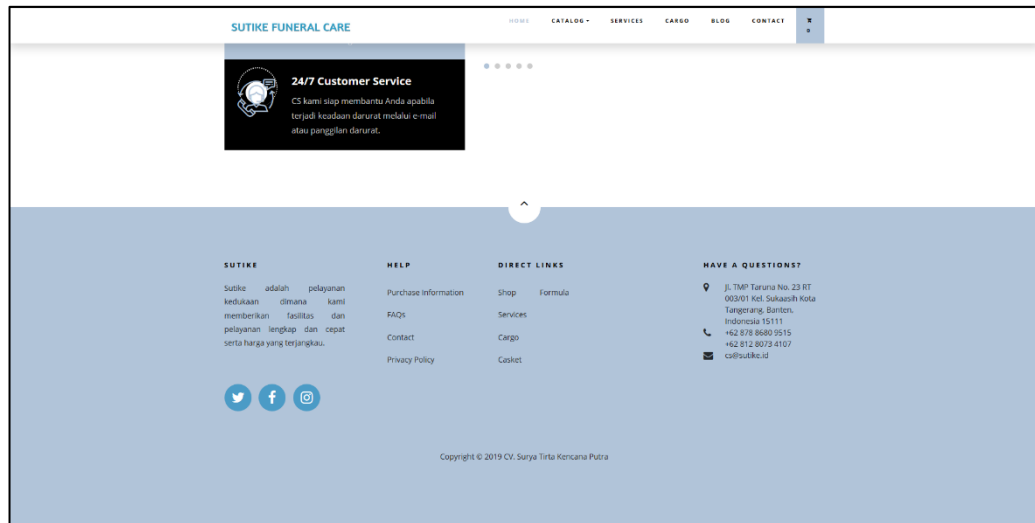 SUTIKE FUNERAL CARE
HOME CATALOG SERVICES CARGO BLOG CONTACT
0
24/7 Customer Service
CS kami siap membantu Anda apabila
terjadi keadaan darurat melalui e-mail
atau panggilan darurat.
SUTIKE
Sutike adalah pelayanan
kedukaan dimana kami
memberikan fasilitas dan
pelayanan lengkap dan cepat
serta harga yang terjangkau.
HELP
Purchase Information
FAQs
Contact
Privacy Policy
DIRECT LINKS
Shop Formula
Services
Cargo
Casket
HAVE A QUESTIONS?
Jl. TMP Taruna No. 23 RT
003/01 Kel. Sukaasih Kota
Tangerang, Banten,
Indonesia 15111
+62 878 8680 9515
+62 812 8073 4107
cs@sutike.id
Copyright © 2019 CV. Surya Tirta Kencana Putra